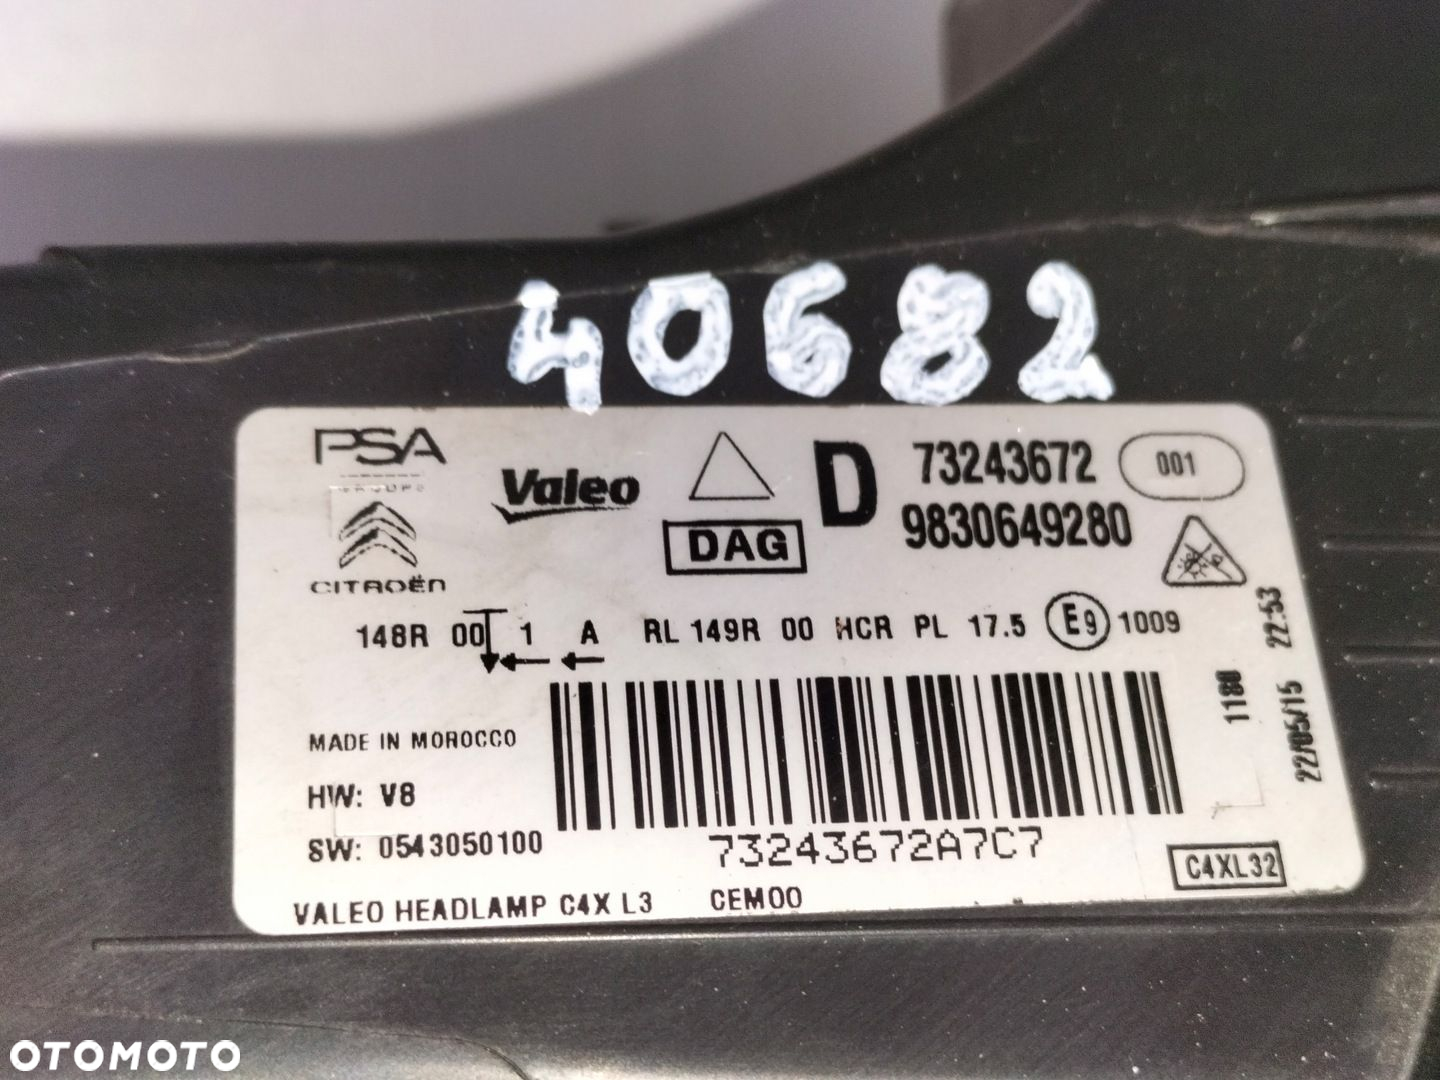 40682
PSA
GROUPE
CITROËN
Valeo
DAG
D
73243672
001
9830649280
148R 00 1 A RL 149R 00 HCR PL 17.5 E9 1009
MADE IN MOROCCO
HW: V8
SW: 0543050100
73243672A7C7
VALEO HEADLAMP C4X L3 CEM00
C4XL32
1180
22/05/15 22:53
OTOMOTO